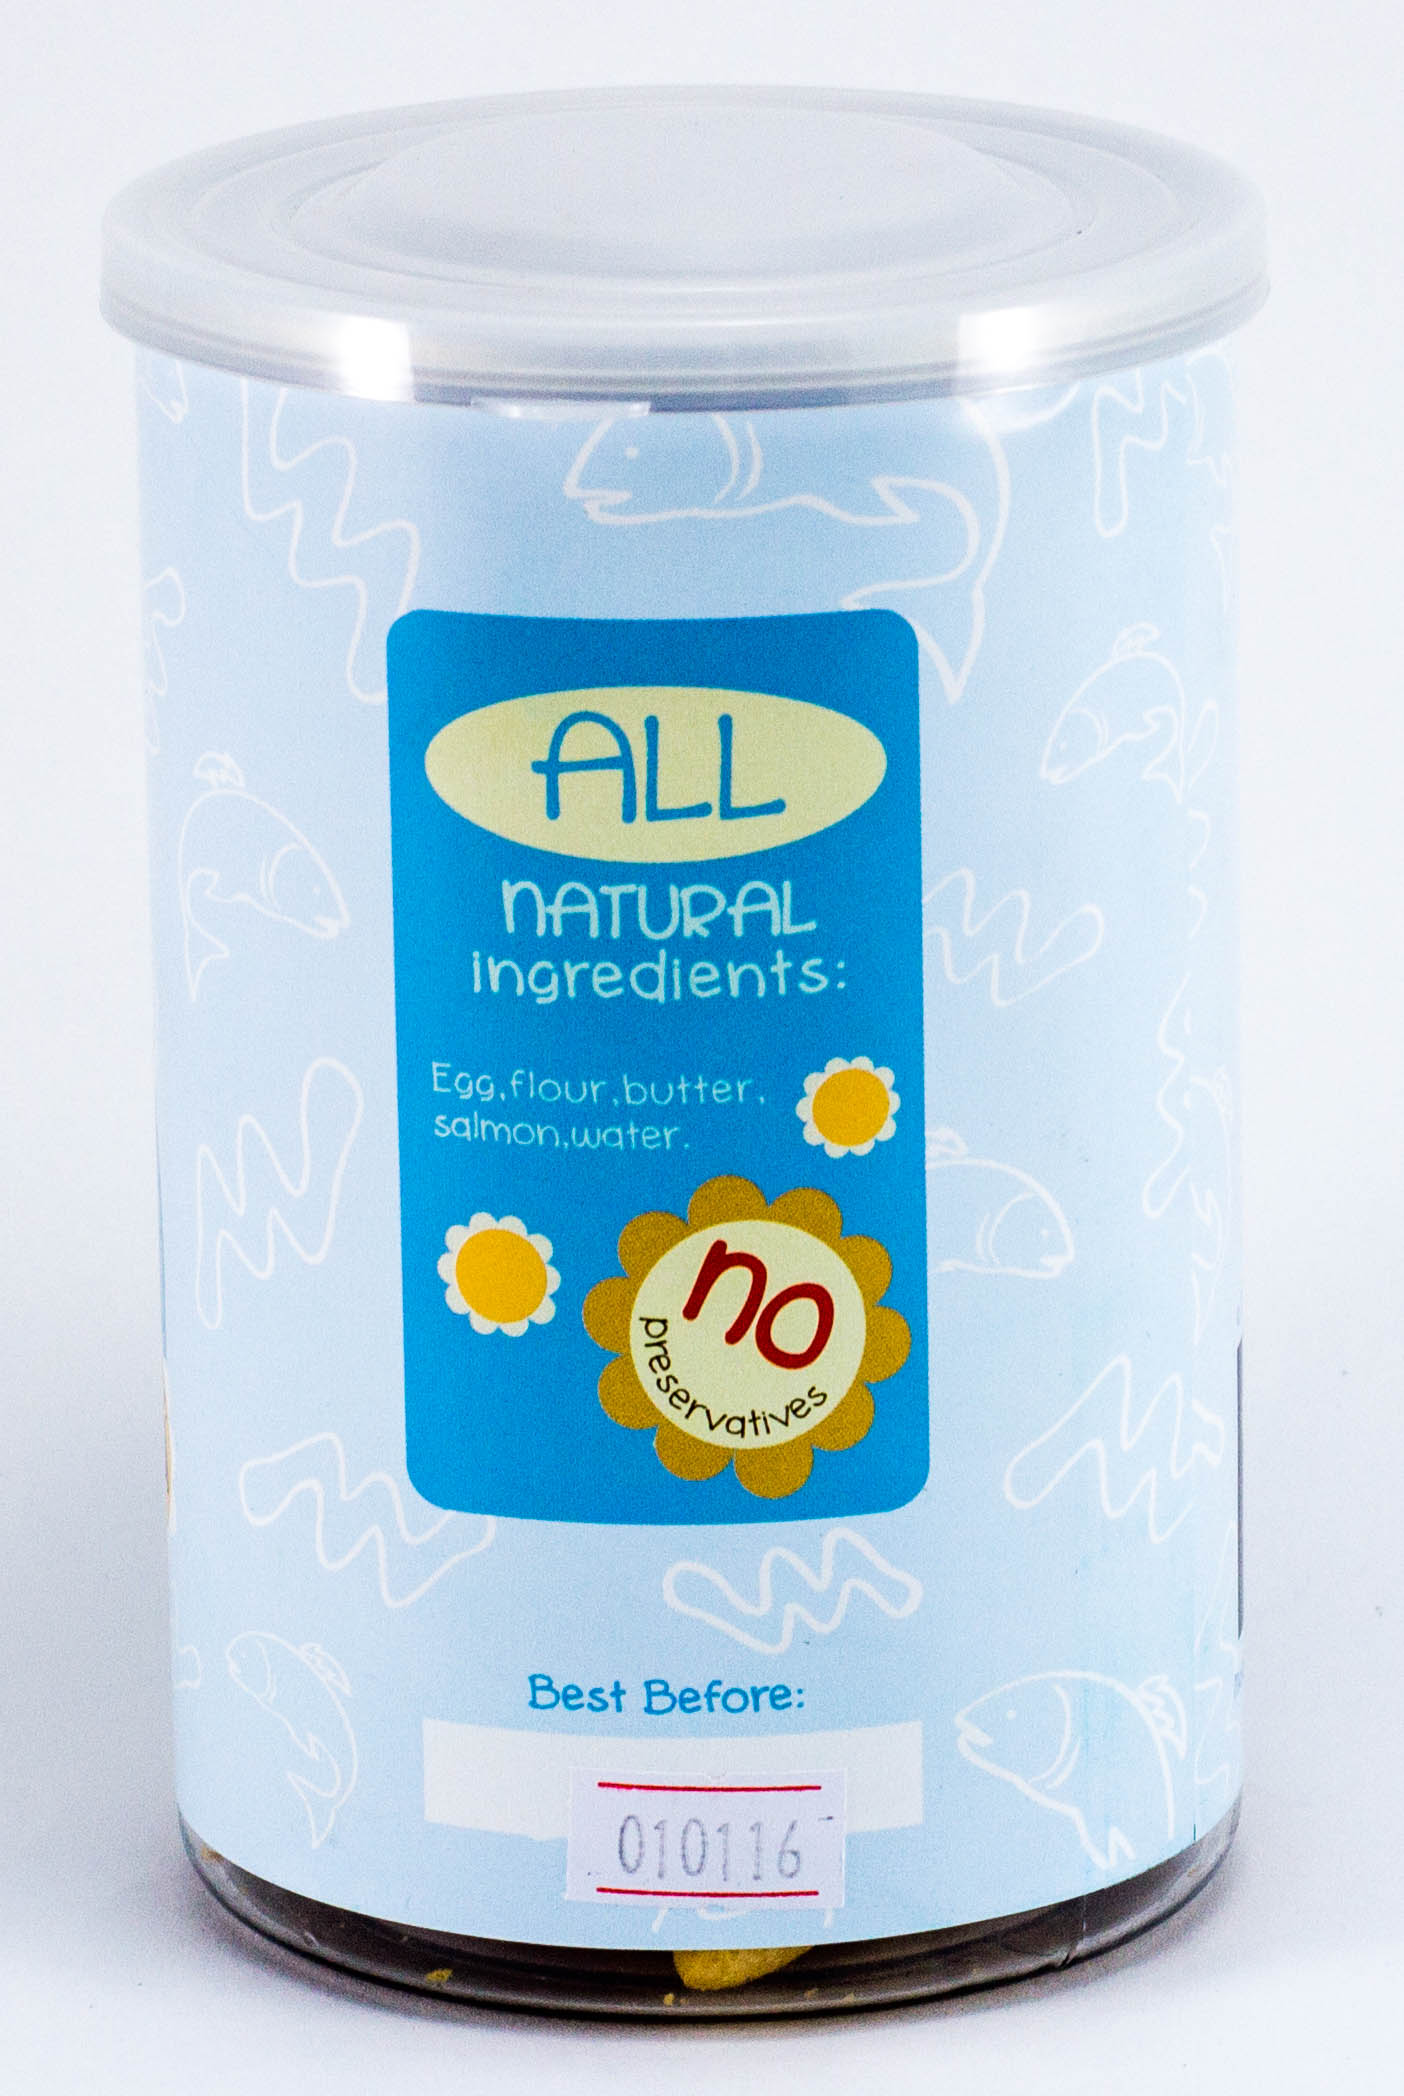 ALL
NATURAL
ingredients:
Egg,flour,butter,
salmon,water.
no
preservatives
Best Before:
010116